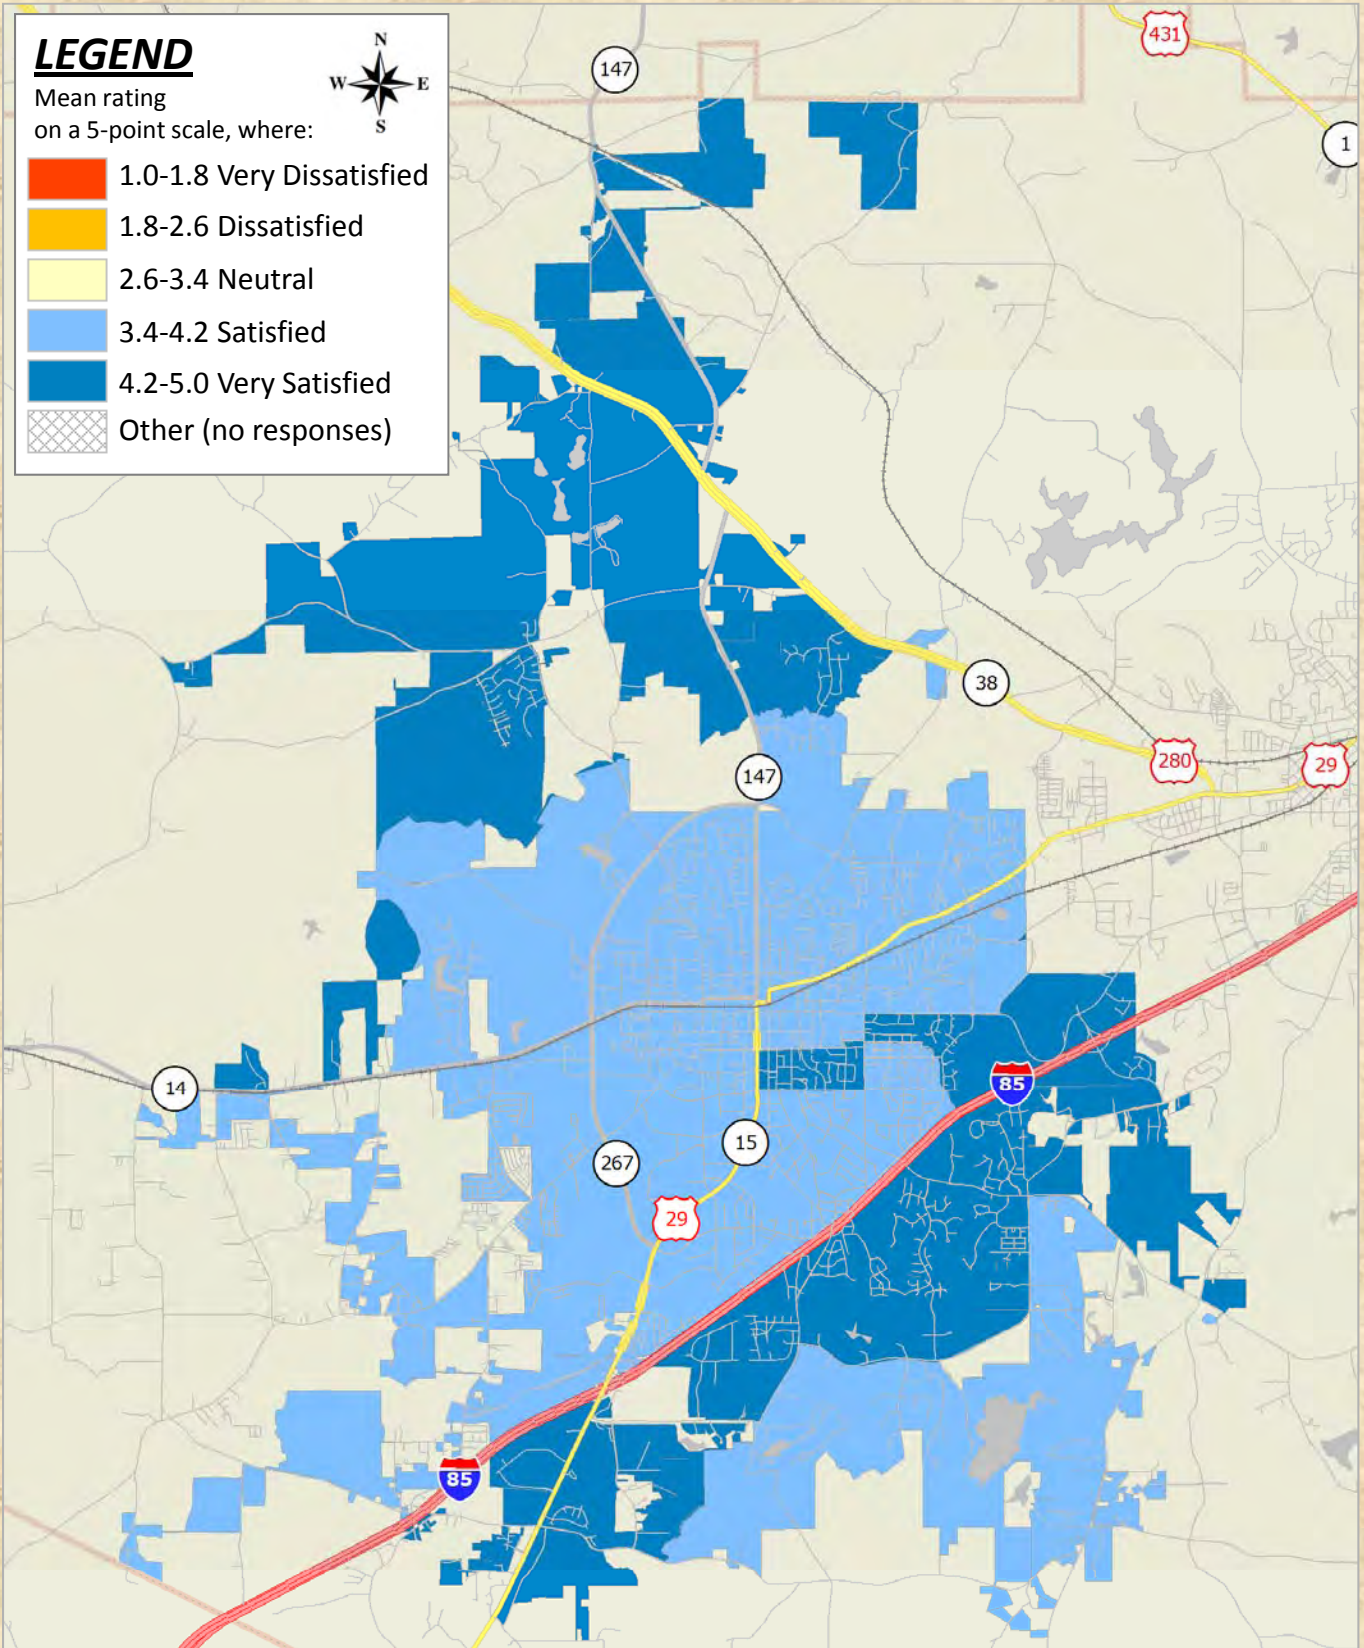 LEGEND
N
W E
S
Mean rating
on a 5-point scale, where:
1.0-1.8 Very Dissatisfied
1.8-2.6 Dissatisfied
2.6-3.4 Neutral
3.4-4.2 Satisfied
4.2-5.0 Very Satisfied
Other (no responses)
431
147
1
38
280
29
147
14
85
15
267
29
85